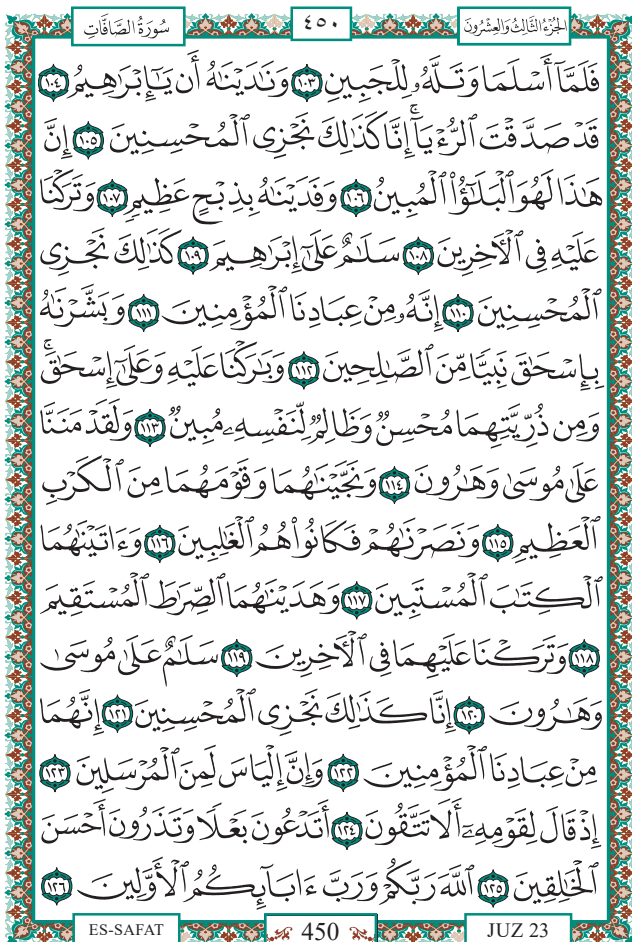 سُورَةُ الصَّافَّاتِ ٤٥٠ الجُزْءُ الثَّالِثُ وَالعِشْرُونَ
فَلَمَّآ أَسْلَمَا وَتَلَّهُۥ لِلْجَبِينِ ١٠٣ وَنَٰدَيْنَٰهُ أَن يَٰٓإِبْرَٰهِيمُ ١٠٤
قَدْ صَدَّقْتَ ٱلرُّءْيَآ ۚ إِنَّا كَذَٰلِكَ نَجْزِى ٱلْمُحْسِنِينَ ١٠٥ إِنَّ
هَٰذَا لَهُوَ ٱلْبَلَٰٓؤُا۟ ٱلْمُبِينُ ١٠٦ وَفَدَيْنَٰهُ بِذِبْحٍ عَظِيمٍ ١٠٧ وَتَرَكْنَا
عَلَيْهِ فِى ٱلْءَاخِرِينَ ١٠٨ سَلَٰمٌ عَلَىٰٓ إِبْرَٰهِيمَ ١٠٩ كَذَٰلِكَ نَجْزِى
ٱلْمُحْسِنِينَ ١١٠ إِنَّهُۥ مِنْ عِبَادِنَا ٱلْمُؤْمِنِينَ ١١١ وَبَشَّرْنَٰهُ
بِإِسْحَٰقَ نَبِيًّا مِّنَ ٱلصَّٰلِحِينَ ١١٢ وَبَٰرَكْنَا عَلَيْهِ وَعَلَىٰٓ إِسْحَٰقَ ۚ
وَمِن ذُرِّيَّتِهِمَا مُحْسِنٌ وَظَالِمٌ لِّنَفْسِهِۦ مُبِينٌ ١١٣ وَلَقَدْ مَنَنَّا
عَلَىٰ مُوسَىٰ وَهَٰرُونَ ١١٤ وَنَجَّيْنَٰهُمَا وَقَوْمَهُمَا مِنَ ٱلْكَرْبِ
ٱلْعَظِيمِ ١١٥ وَنَصَرْنَٰهُمْ فَكَانُوا۟ هُمُ ٱلْغَٰلِبِينَ ١١٦ وَءَاتَيْنَٰهُمَا
ٱلْكِتَٰبَ ٱلْمُسْتَبِينَ ١١٧ وَهَدَيْنَٰهُمَا ٱلصِّرَٰطَ ٱلْمُسْتَقِيمَ
١١٨ وَتَرَكْنَا عَلَيْهِمَا فِى ٱلْءَاخِرِينَ ١١٩ سَلَٰمٌ عَلَىٰ مُوسَىٰ
وَهَٰرُونَ ١٢٠ إِنَّا كَذَٰلِكَ نَجْزِى ٱلْمُحْسِنِينَ ١٢١ إِنَّهُمَا
مِنْ عِبَادِنَا ٱلْمُؤْمِنِينَ ١٢٢ وَإِنَّ إِلْيَاسَ لَمِنَ ٱلْمُرْسَلِينَ ١٢٣
إِذْ قَالَ لِقَوْمِهِۦٓ أَلَا تَتَّقُونَ ١٢٤ أَتَدْعُونَ بَعْلًا وَتَذَرُونَ أَحْسَنَ
ٱلْخَٰلِقِينَ ١٢٥ ٱللَّهَ رَبَّكُمْ وَرَبَّ ءَابَآئِكُمُ ٱلْأَوَّلِينَ ١٢٦
ES-SAFAT 450 JUZ 23